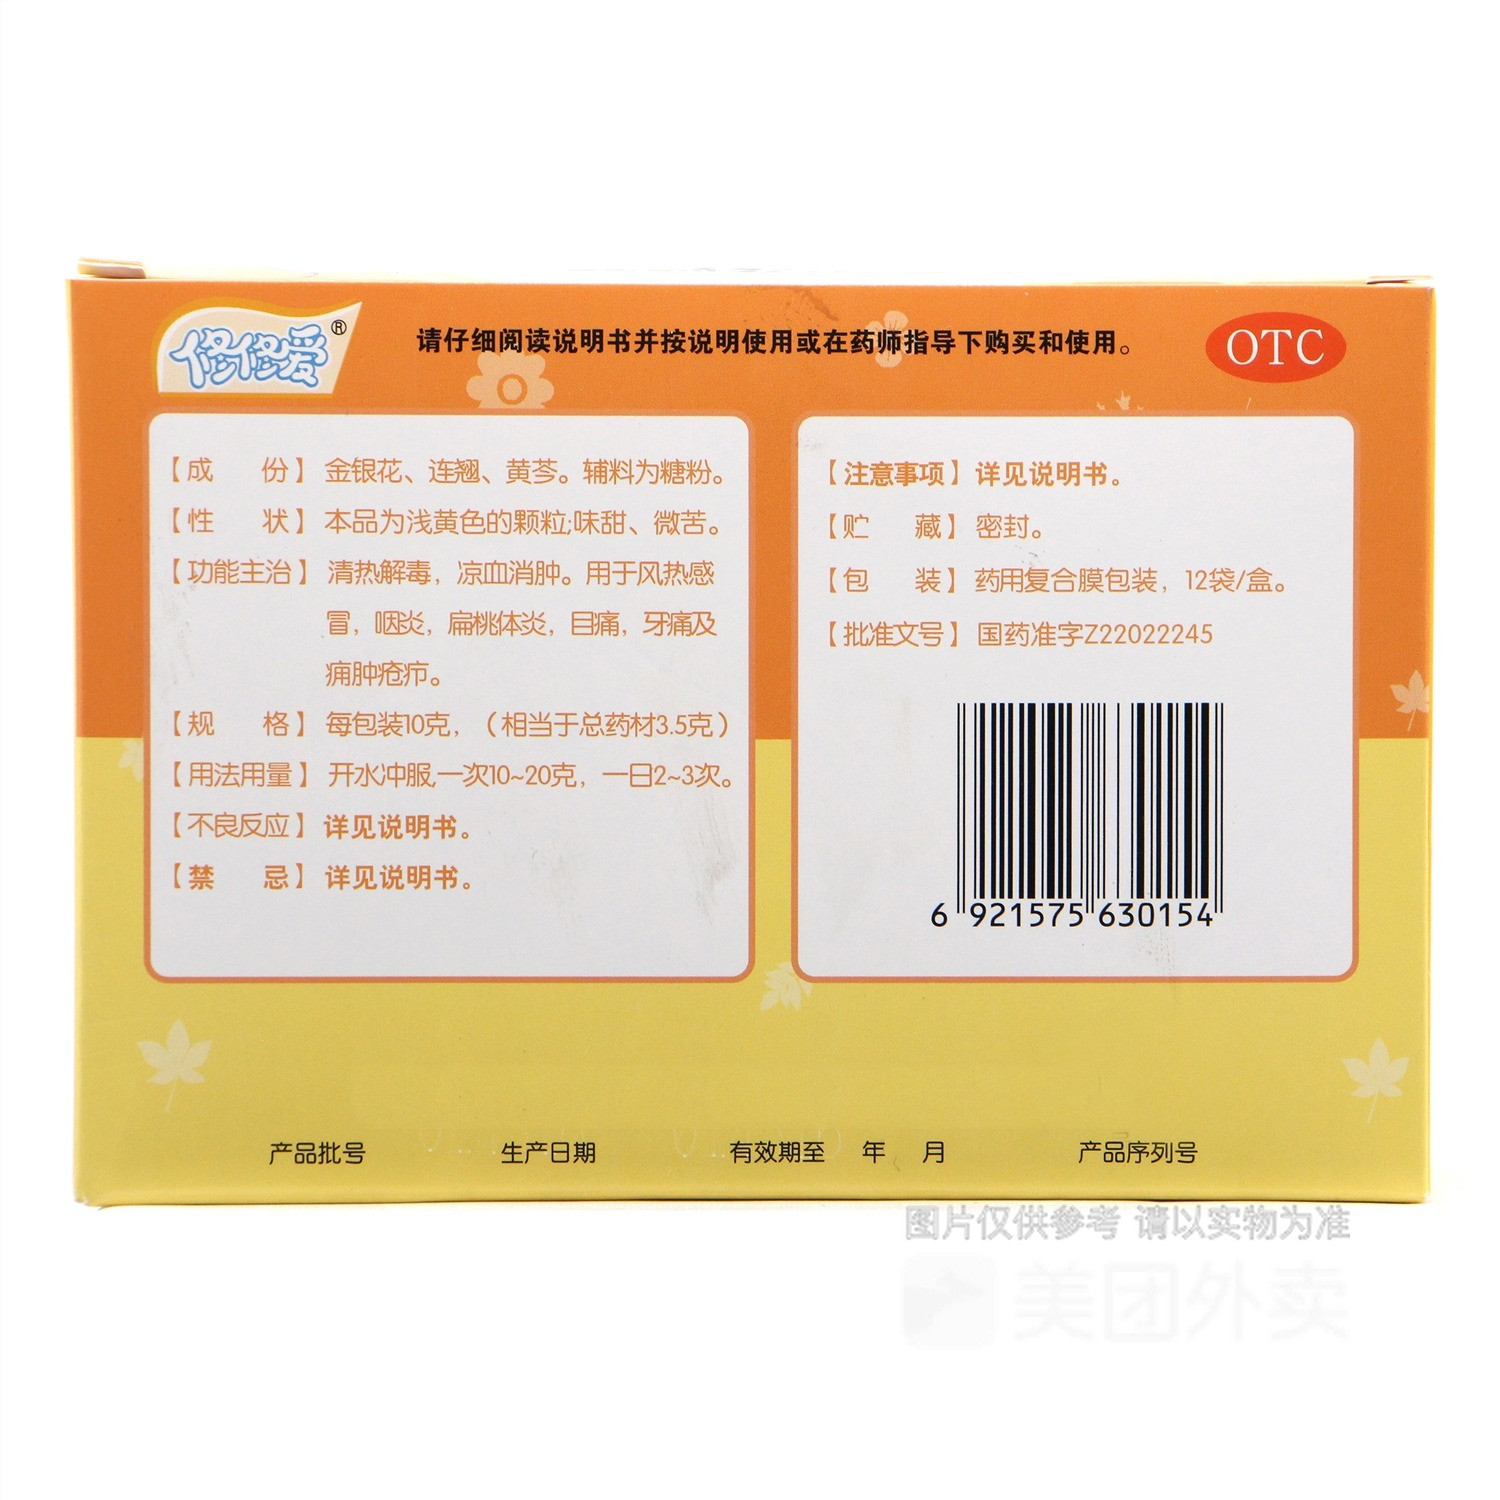 修修爱®
请仔细阅读说明书并按说明使用或在药师指导下购买和使用。
OTC
【成 份】金银花、连翘、黄芩。辅料为糖粉。
【性 状】本品为浅黄色的颗粒;味甜、微苦。
【功能主治】清热解毒，凉血消肿。用于风热感
冒，咽炎，扁桃体炎，目痛，牙痛及
痈肿疮疖。
【规 格】每包装10克，（相当于总药材3.5克）
【用法用量】开水冲服,一次10~20克，一日2~3次。
【不良反应】详见说明书。
【禁 忌】详见说明书。
【注意事项】详见说明书。
【贮 藏】密封。
【包 装】药用复合膜包装，12袋/盒。
【批准文号】国药准字Z22022245
6 921575 630154
产品批号 生产日期 有效期至 年 月 产品序列号
图片仅供参考 请以实物为准
美团外卖